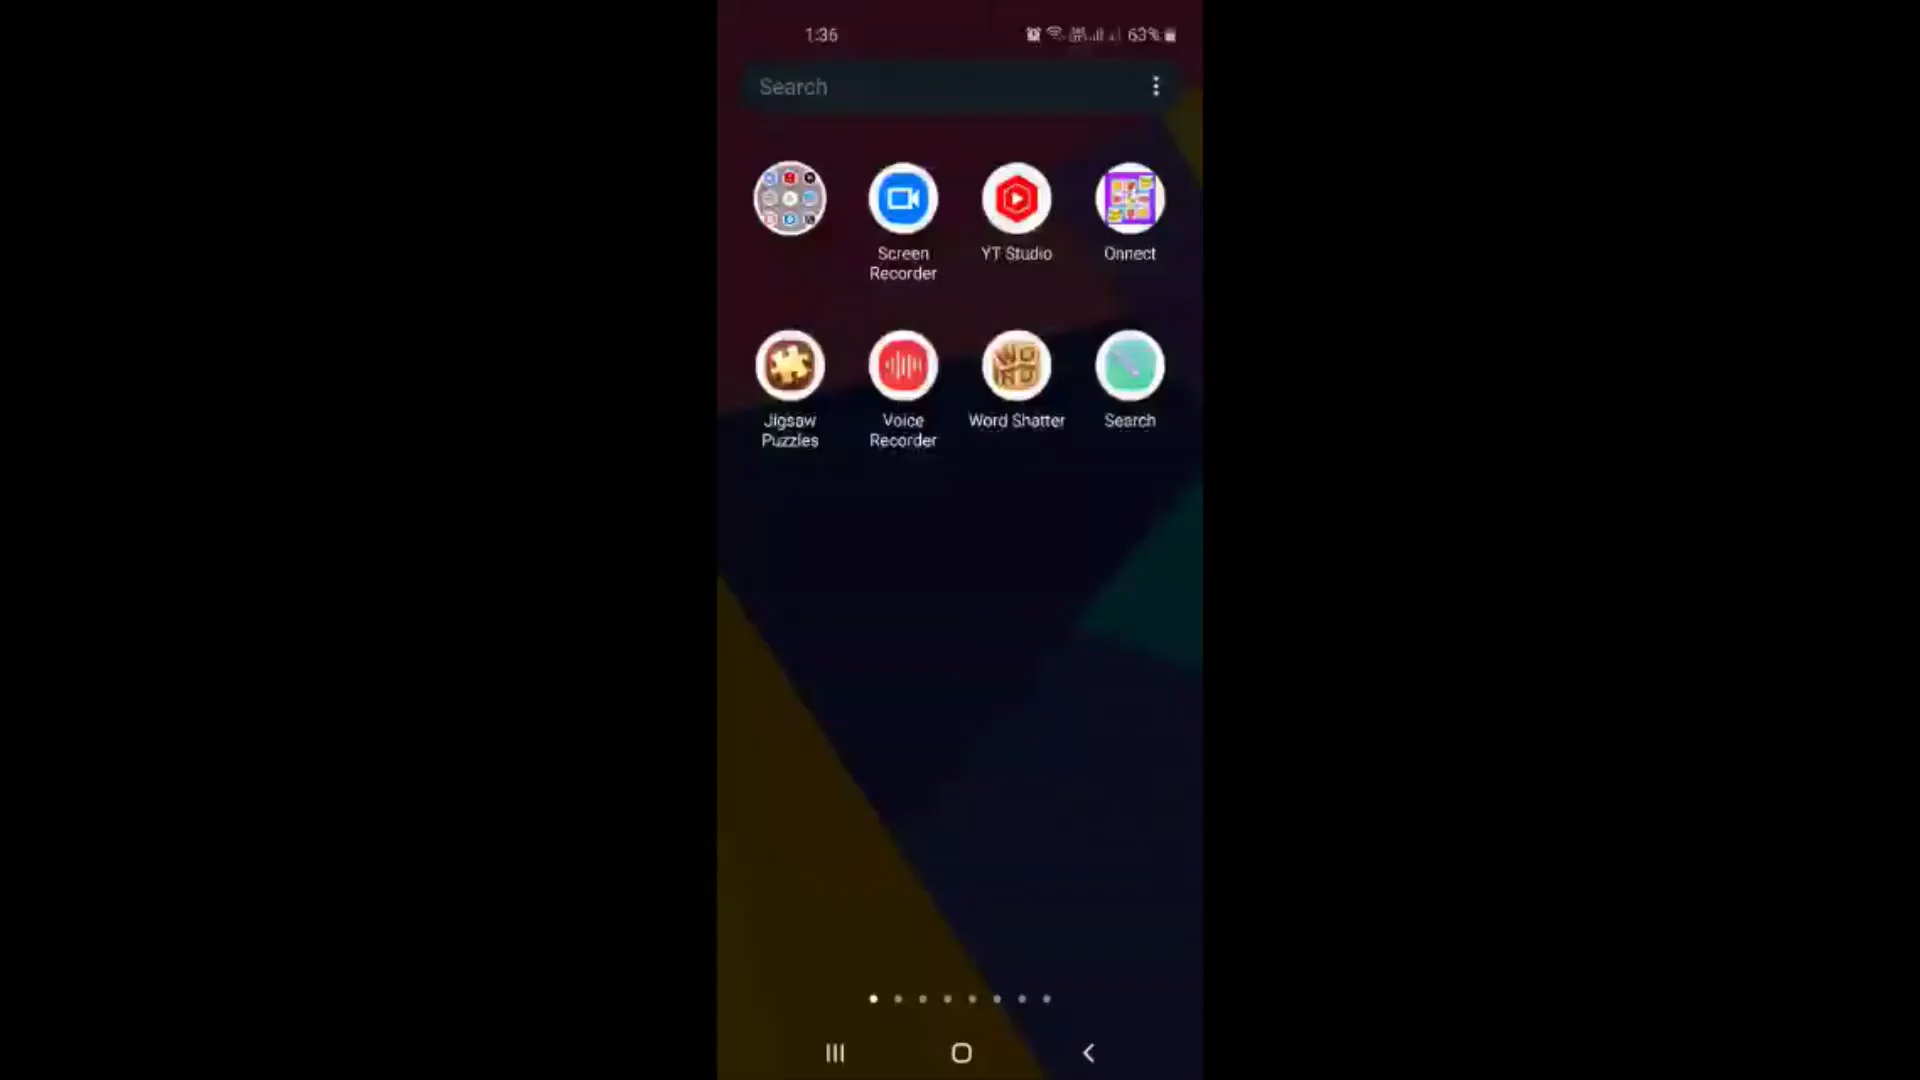 1:36
63%
Search
Screen
Recorder
YT Studio
Onnect
Jigsaw
Puzzles
Voice
Recorder
Word Shatter
Search